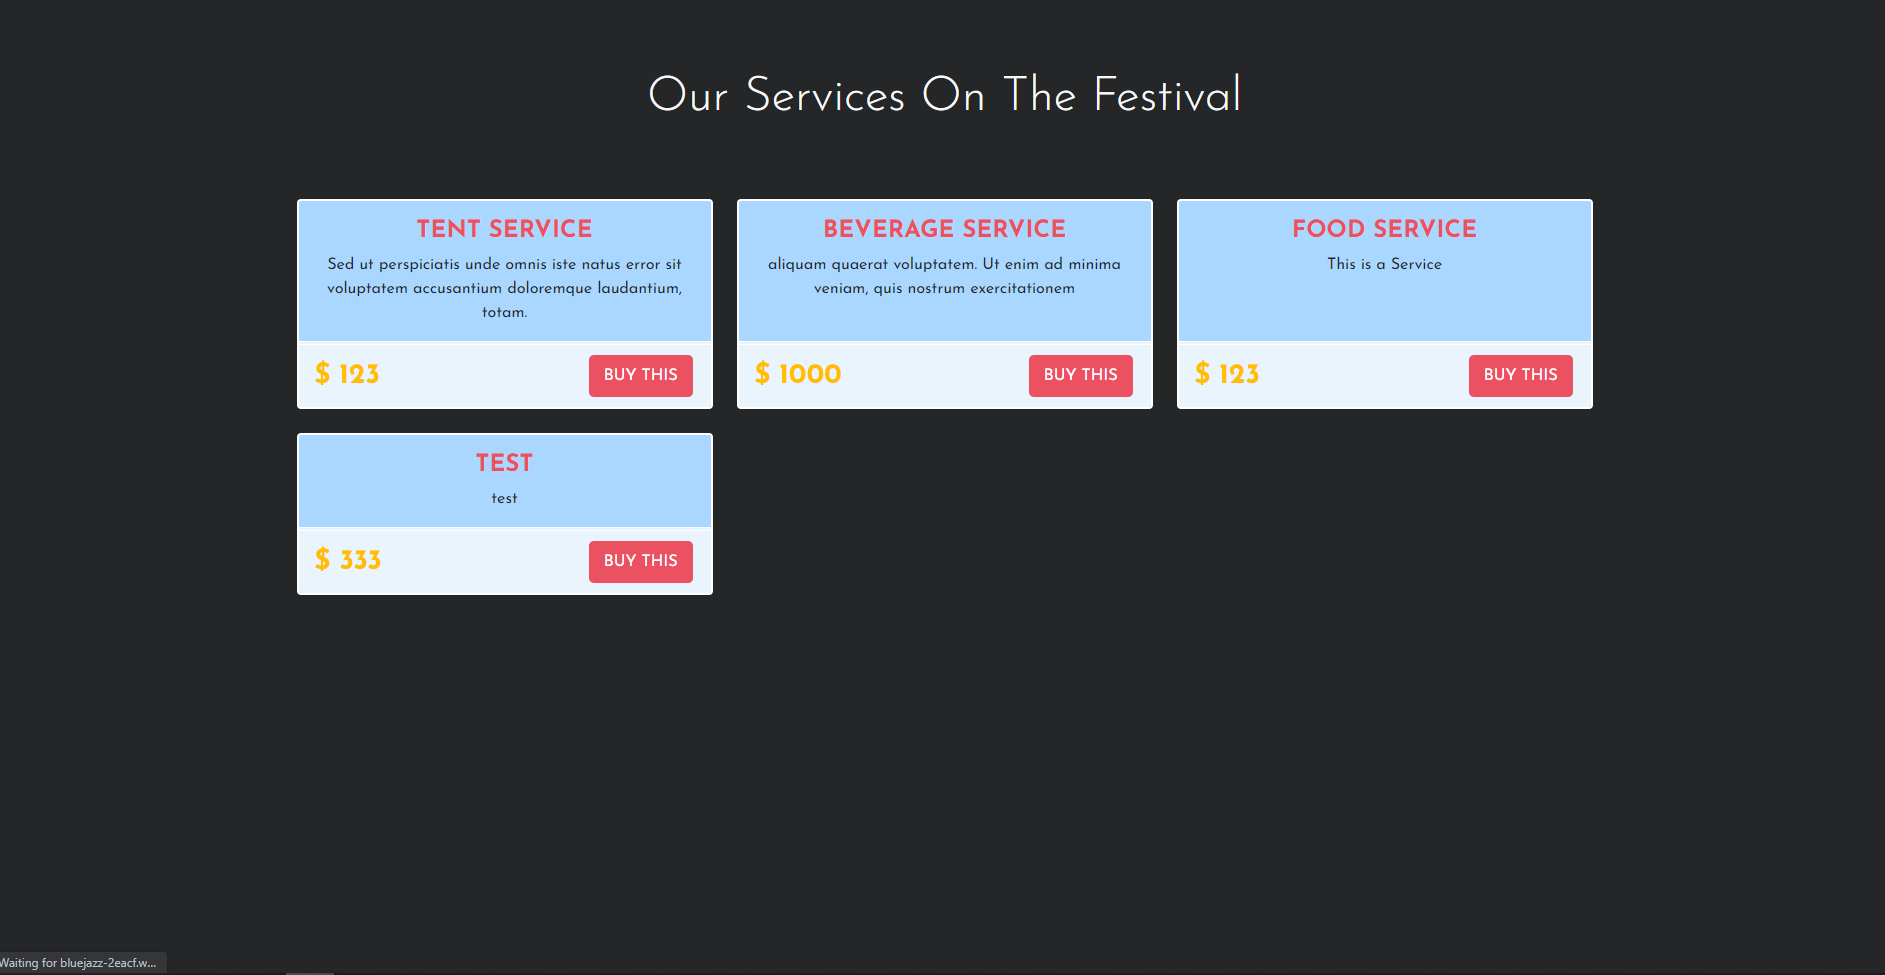 Our Services On The Festival
TENT SERVICE
Sed ut perspiciatis unde omnis iste natus error sit
voluptatem accusantium doloremque laudantium,
totam.
$ 123
BUY THIS
BEVERAGE SERVICE
aliquam quaerat voluptatem. Ut enim ad minima
veniam, quis nostrum exercitationem
$ 1000
BUY THIS
FOOD SERVICE
This is a Service
$ 123
BUY THIS
TEST
test
$ 333
BUY THIS
Waiting for bluejazz-2eacf.w...